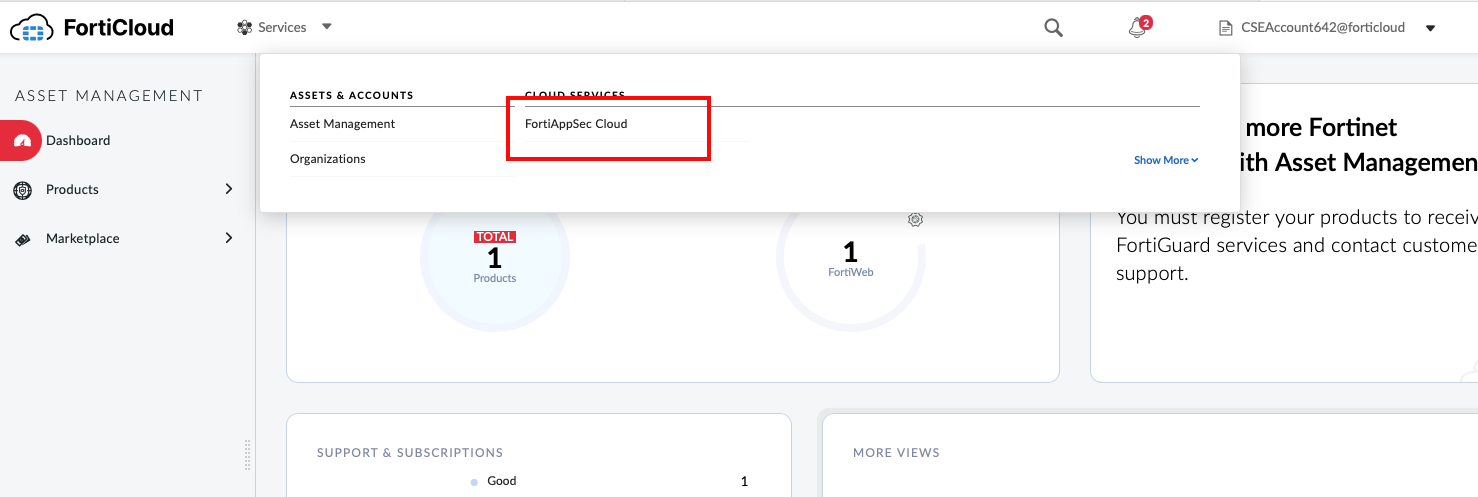 FortiCloud
Services
2
CSEAccount642@forticloud
ASSET MANAGEMENT
Dashboard
Products
Marketplace
ASSETS & ACCOUNTS
Asset Management
Organizations
CLOUD SERVICES
FortiAppSec Cloud
Show More
more Fortinet
ith Asset Managemen
You must register your products to receiv
FortiGuard services and contact custome
support.
TOTAL
1
Products
1
FortiWeb
SUPPORT & SUBSCRIPTIONS
Good 1
MORE VIEWS